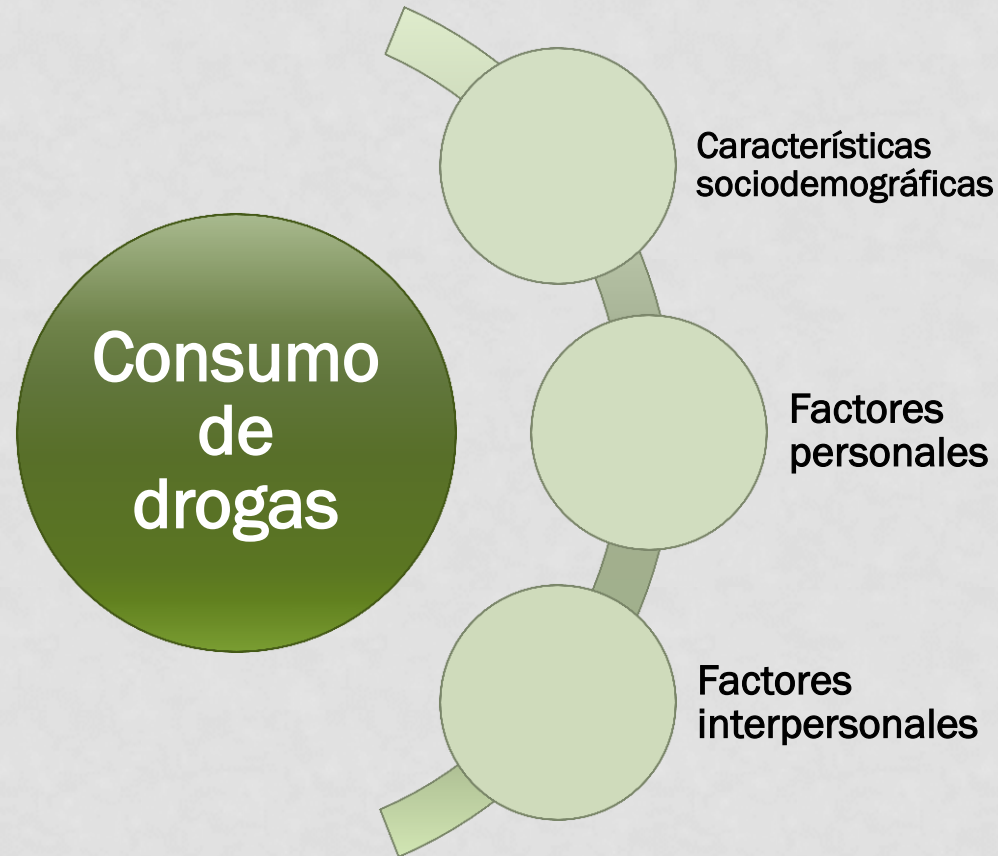 Consumo
de
drogas
Características
sociodemográficas
Factores
personales
Factores
interpersonales